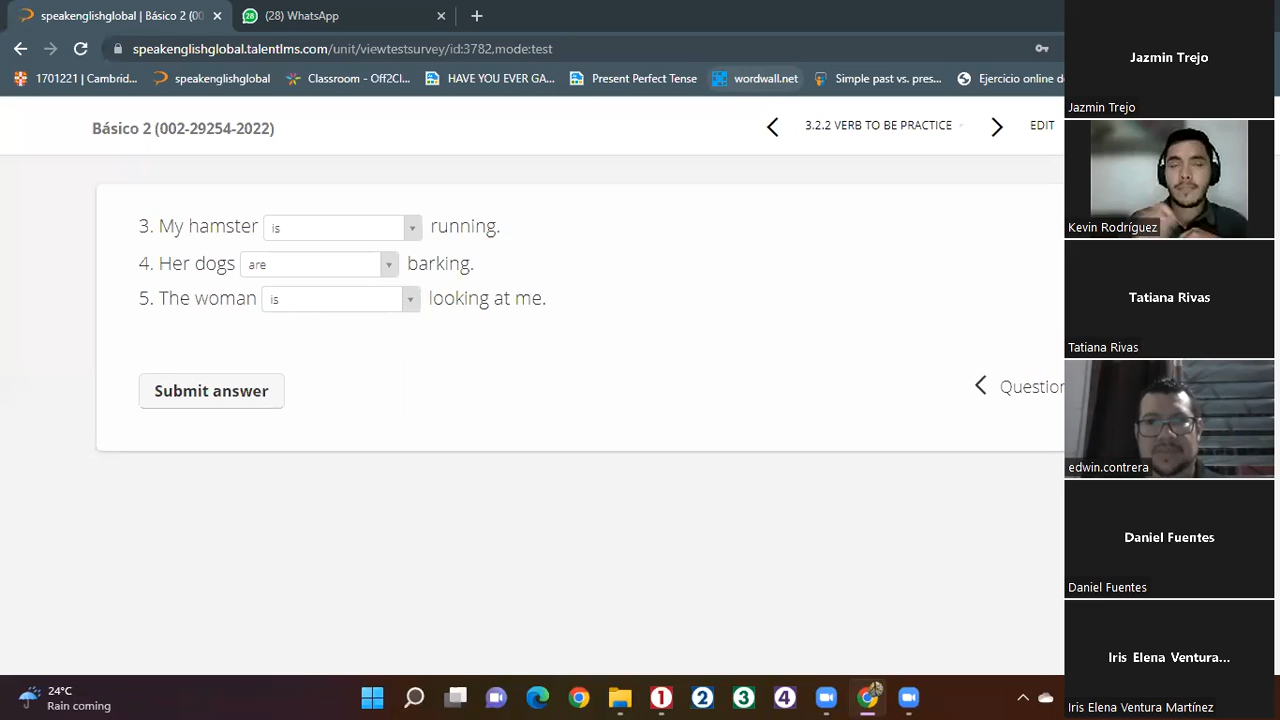 speakenglishglobal | Básico 2 (00
(28) WhatsApp
speakenglishglobal.talentlms.com/unit/viewtestsurvey/id:3782,mode:test
1701221 | Cambrid...
speakenglishglobal
Classroom - Off2Cl...
HAVE YOU EVER GA...
Present Perfect Tense
wordwall.net
Simple past vs. pres...
Ejercicio online d
Básico 2 (002-29254-2022)
3.2.2 VERB TO BE PRACTICE
EDIT
3. My hamster is running.
4. Her dogs are barking.
5. The woman is looking at me.
Submit answer
Question
Jazmin Trejo
Jazmin Trejo
Kevin Rodríguez
Tatiana Rivas
Tatiana Rivas
edwin.contrera
Daniel Fuentes
Daniel Fuentes
Iris Elena Ventura...
Iris Elena Ventura Martínez
24°C
Rain coming
1
2
3
4